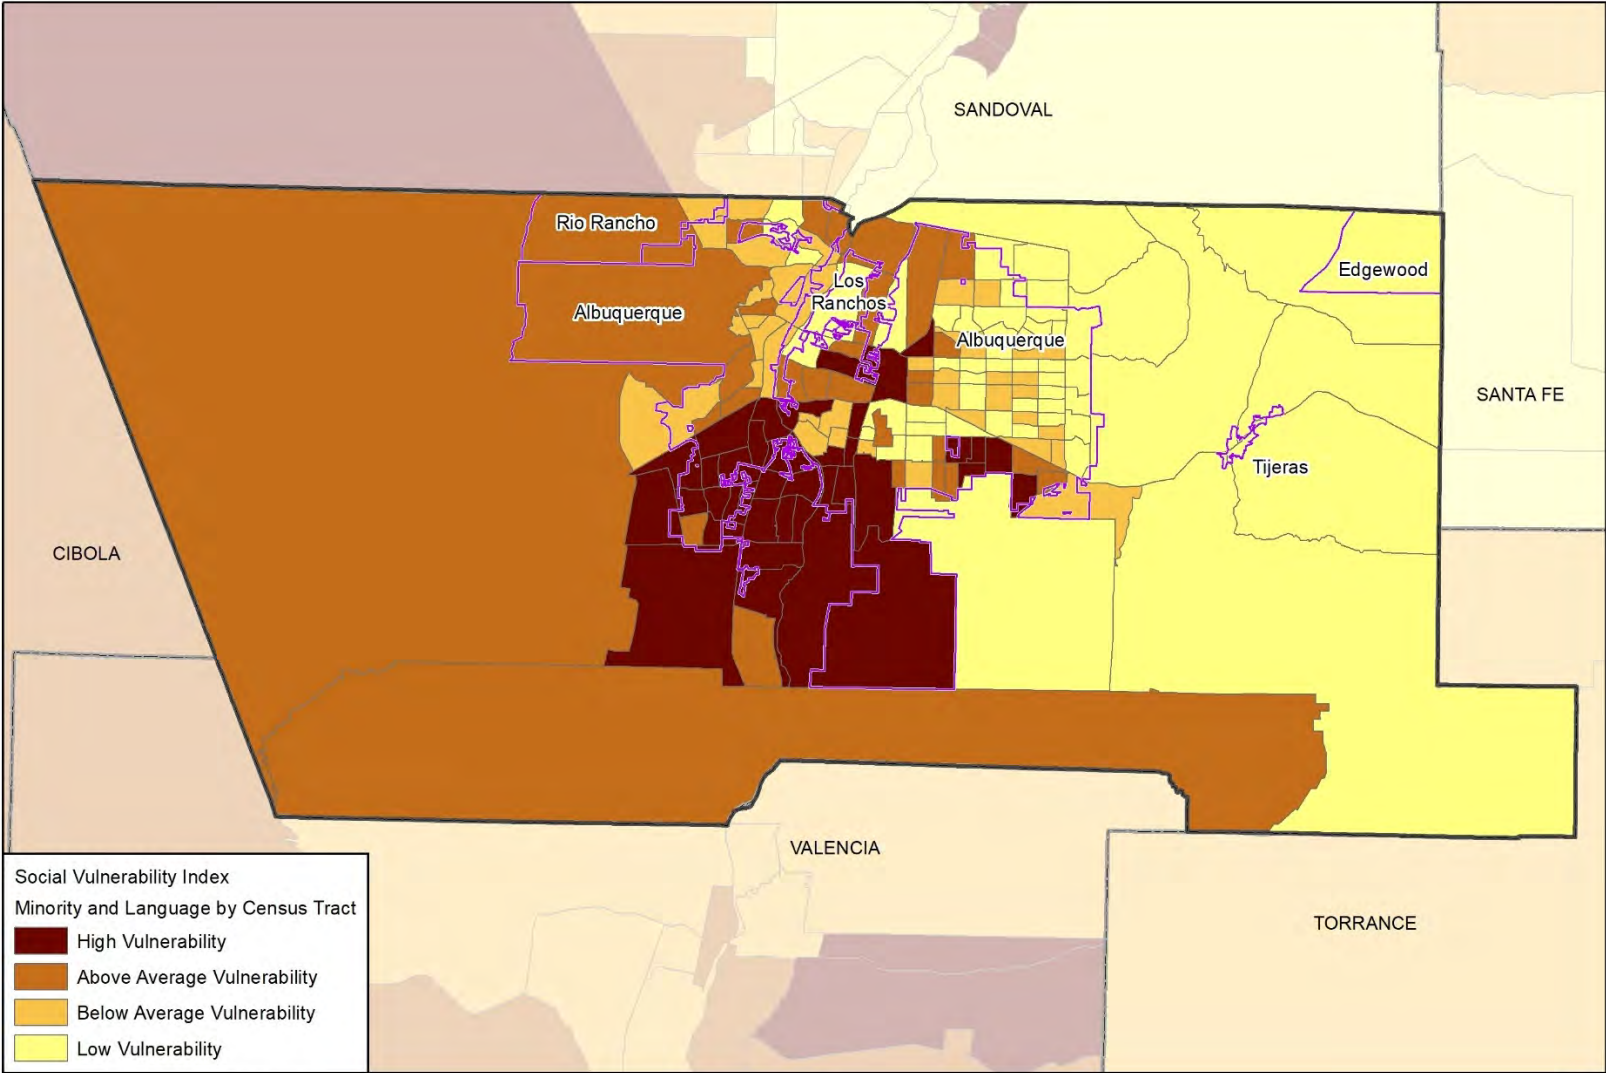 SANDOVAL
Rio Rancho
Edgewood
Los
Ranchos
Albuquerque
Albuquerque
SANTA FE
Tijeras
CIBOLA
VALENCIA
TORRANCE
Social Vulnerability Index
Minority and Language by Census Tract
High Vulnerability
Above Average Vulnerability
Below Average Vulnerability
Low Vulnerability